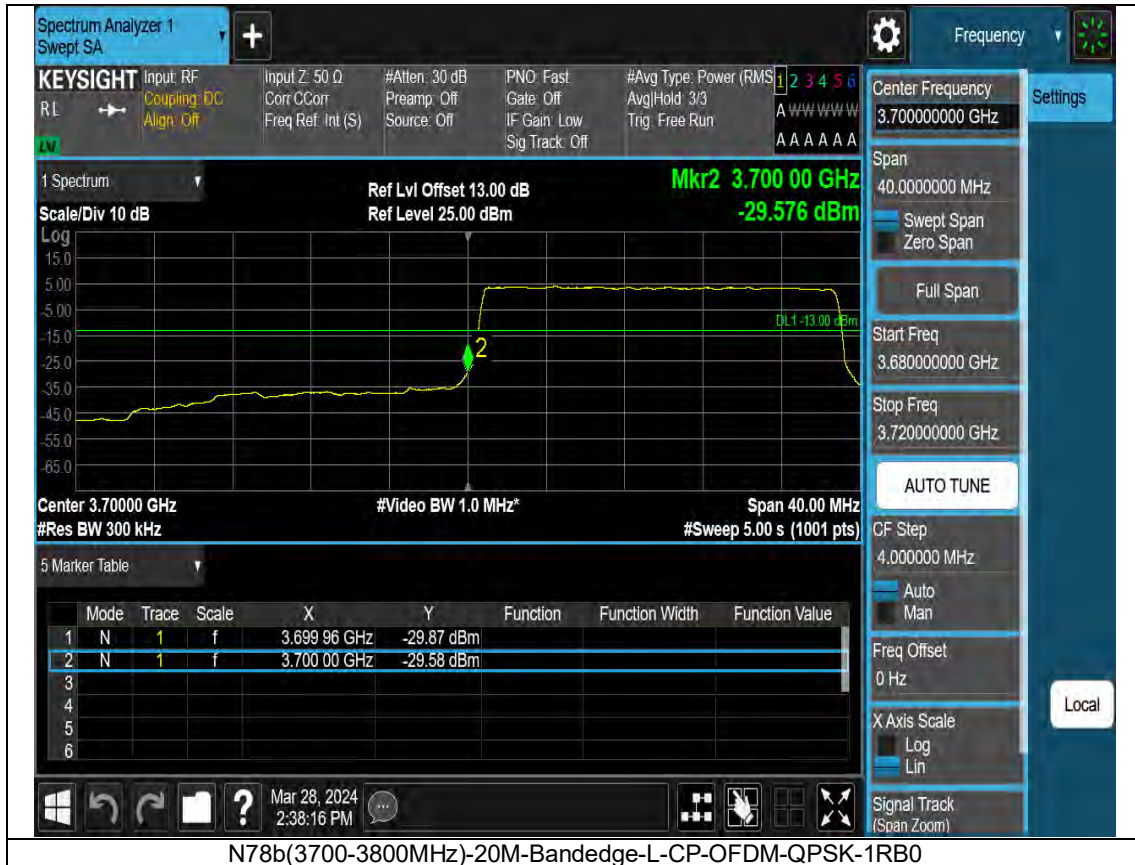 Spectrum Analyzer 1
Swept SA
+
Frequency
KEYSIGHT
RL
Input: RF
Coupling: DC
Align: Off
Input Z: 50 Ω
Corr CCorr
Freq Ref: Int (S)
#Atten: 30 dB
Preamp: Off
Source: Off
PNO: Fast
Gate: Off
IF Gain: Low
Sig Track: Off
#Avg Type: Power (RMS
Avg|Hold: 3/3
Trig: Free Run
1 2 3 4 5 6
A W W W W W
A A A A A A
1 Spectrum
Scale/Div 10 dB
Ref Lvl Offset 13.00 dB
Ref Level 25.00 dBm
Mkr2 3.700 00 GHz
-29.576 dBm
Log
15.0
5.00
-5.00
-15.0
-25.0
-35.0
-45.0
-55.0
-65.0
DL1 -13.00 dBm
2
Center 3.70000 GHz
#Res BW 300 kHz
#Video BW 1.0 MHz*
Span 40.00 MHz
#Sweep 5.00 s (1001 pts)
5 Marker Table
Mode Trace Scale X Y Function Function Width Function Value
1 N 1 f 3.699 96 GHz -29.87 dBm
2 N 1 f 3.700 00 GHz -29.58 dBm
3
4
5
6
?
Mar 28, 2024
2:38:16 PM
Center Frequency
3.700000000 GHz
Settings
Span
40.0000000 MHz
Swept Span
Zero Span
Full Span
Start Freq
3.680000000 GHz
Stop Freq
3.720000000 GHz
AUTO TUNE
CF Step
4.000000 MHz
Auto
Man
Freq Offset
0 Hz
Local
X Axis Scale
Log
Lin
Signal Track
(Span Zoom)
N78b(3700-3800MHz)-20M-Bandedge-L-CP-OFDM-QPSK-1RB0